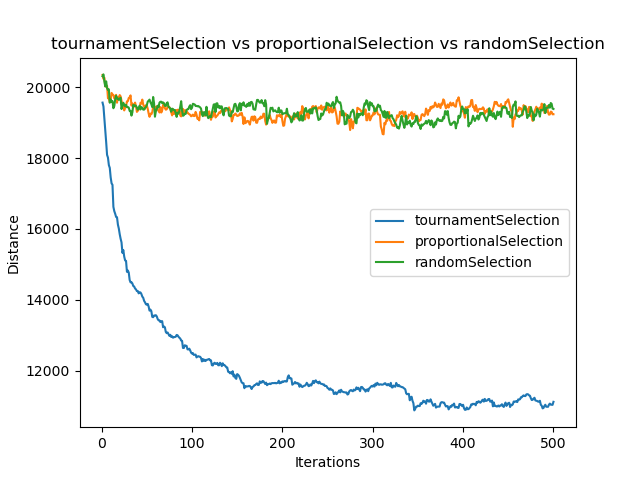 tournamentSelection vs proportionalSelection vs randomSelection
20000
18000
16000
14000
12000
Distance
tournamentSelection
proportionalSelection
randomSelection
0 100 200 300 400 500
Iterations